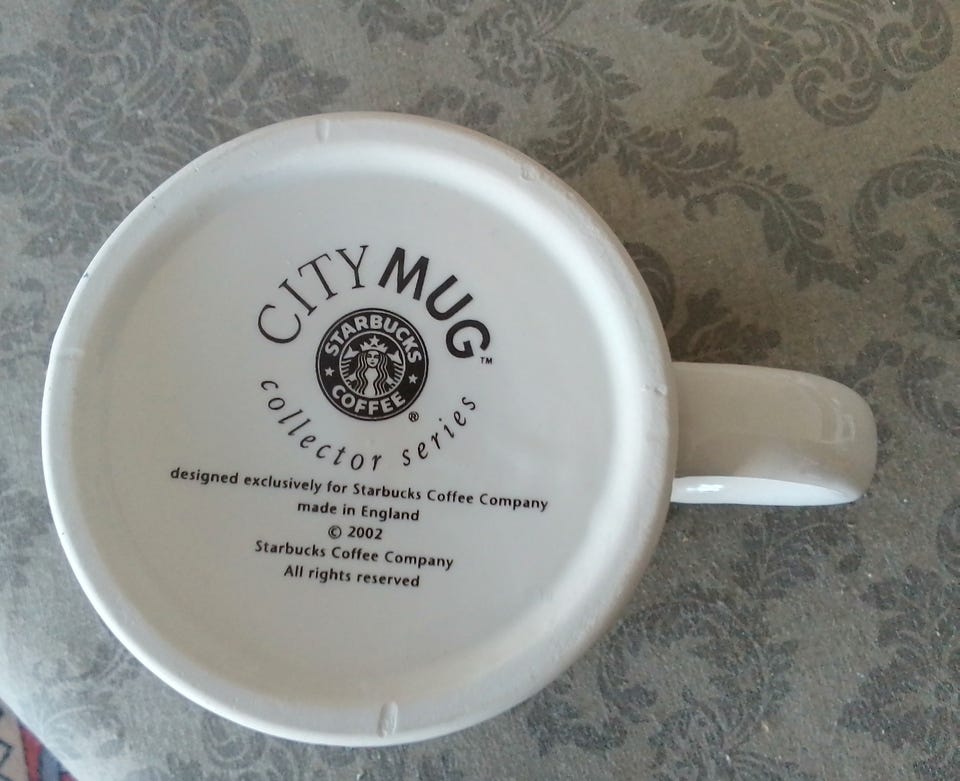 CITY MUG™
STARBUCKS
COFFEE
®
collector series
designed exclusively for Starbucks Coffee Company
made in England
© 2002
Starbucks Coffee Company
All rights reserved